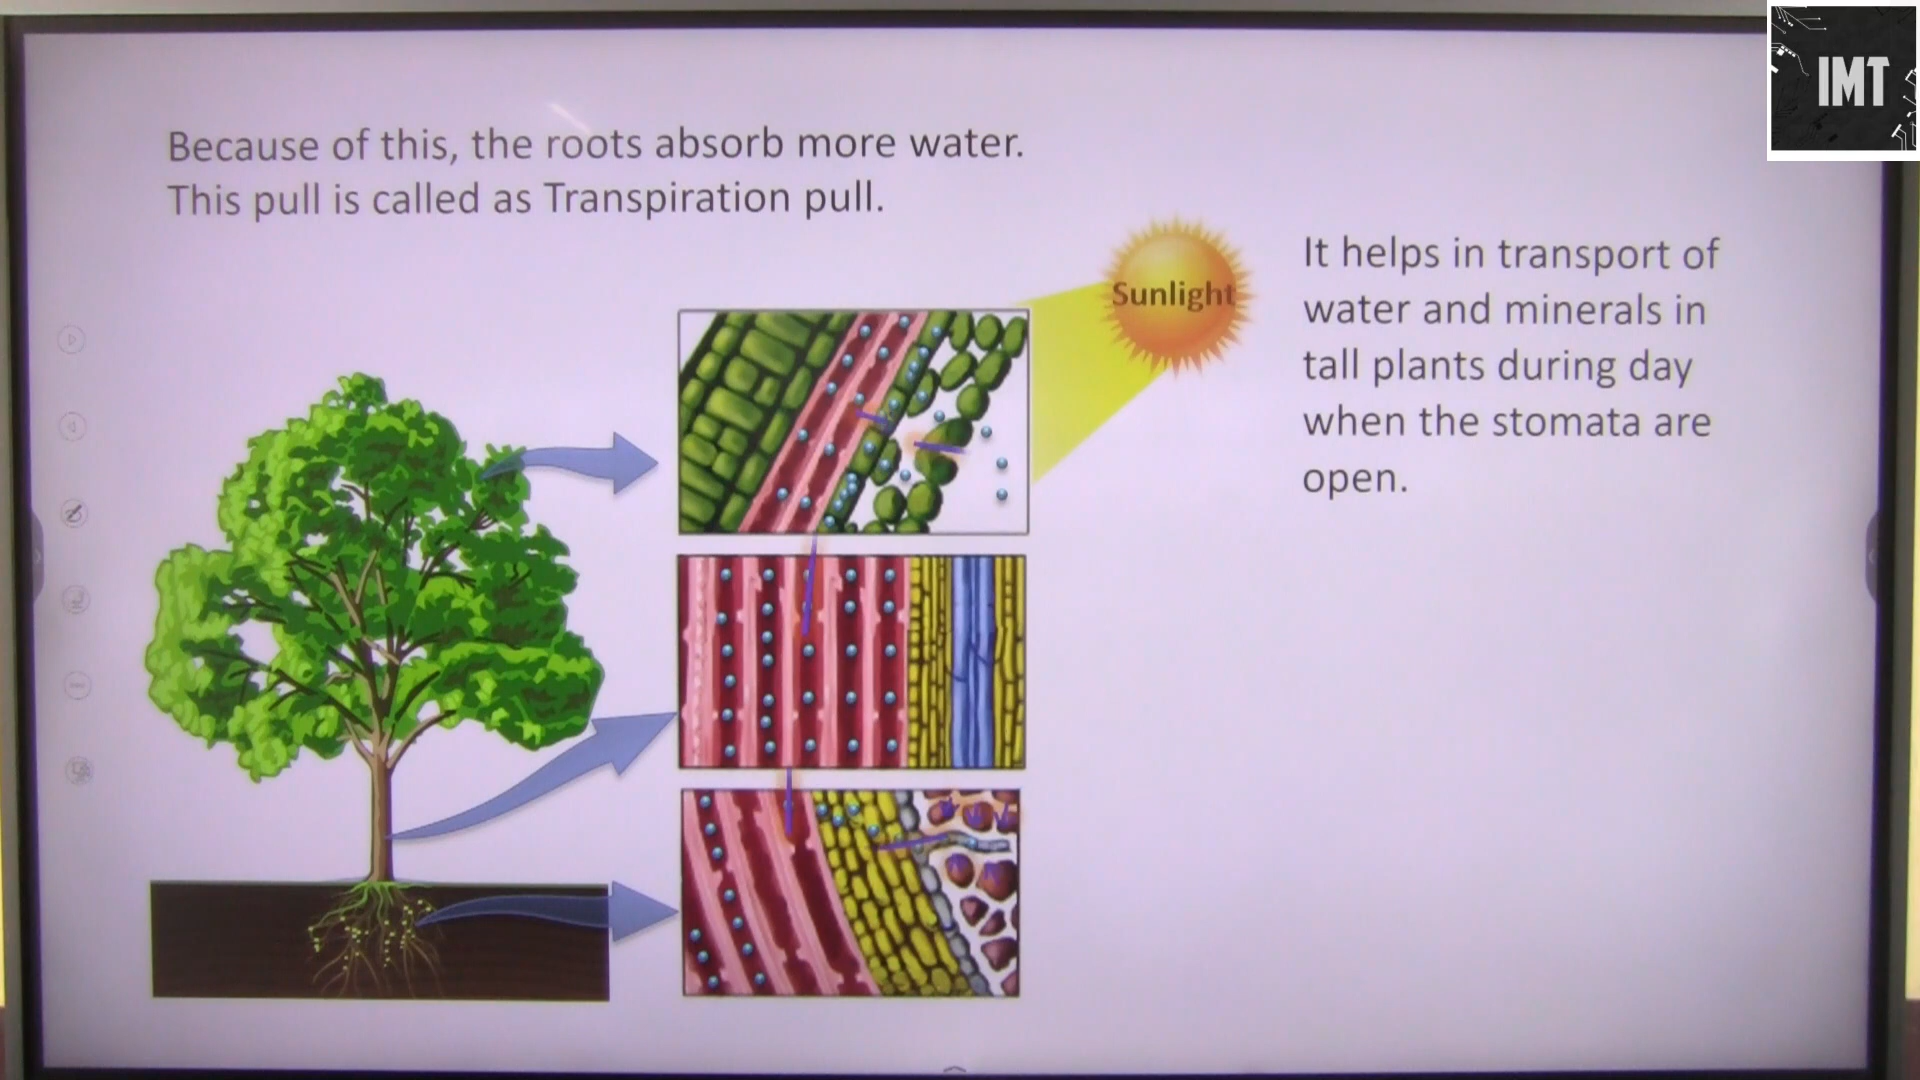 IMT
Because of this, the roots absorb more water.
This pull is called as Transpiration pull.
Sunlight
It helps in transport of
water and minerals in
tall plants during day
when the stomata are
open.